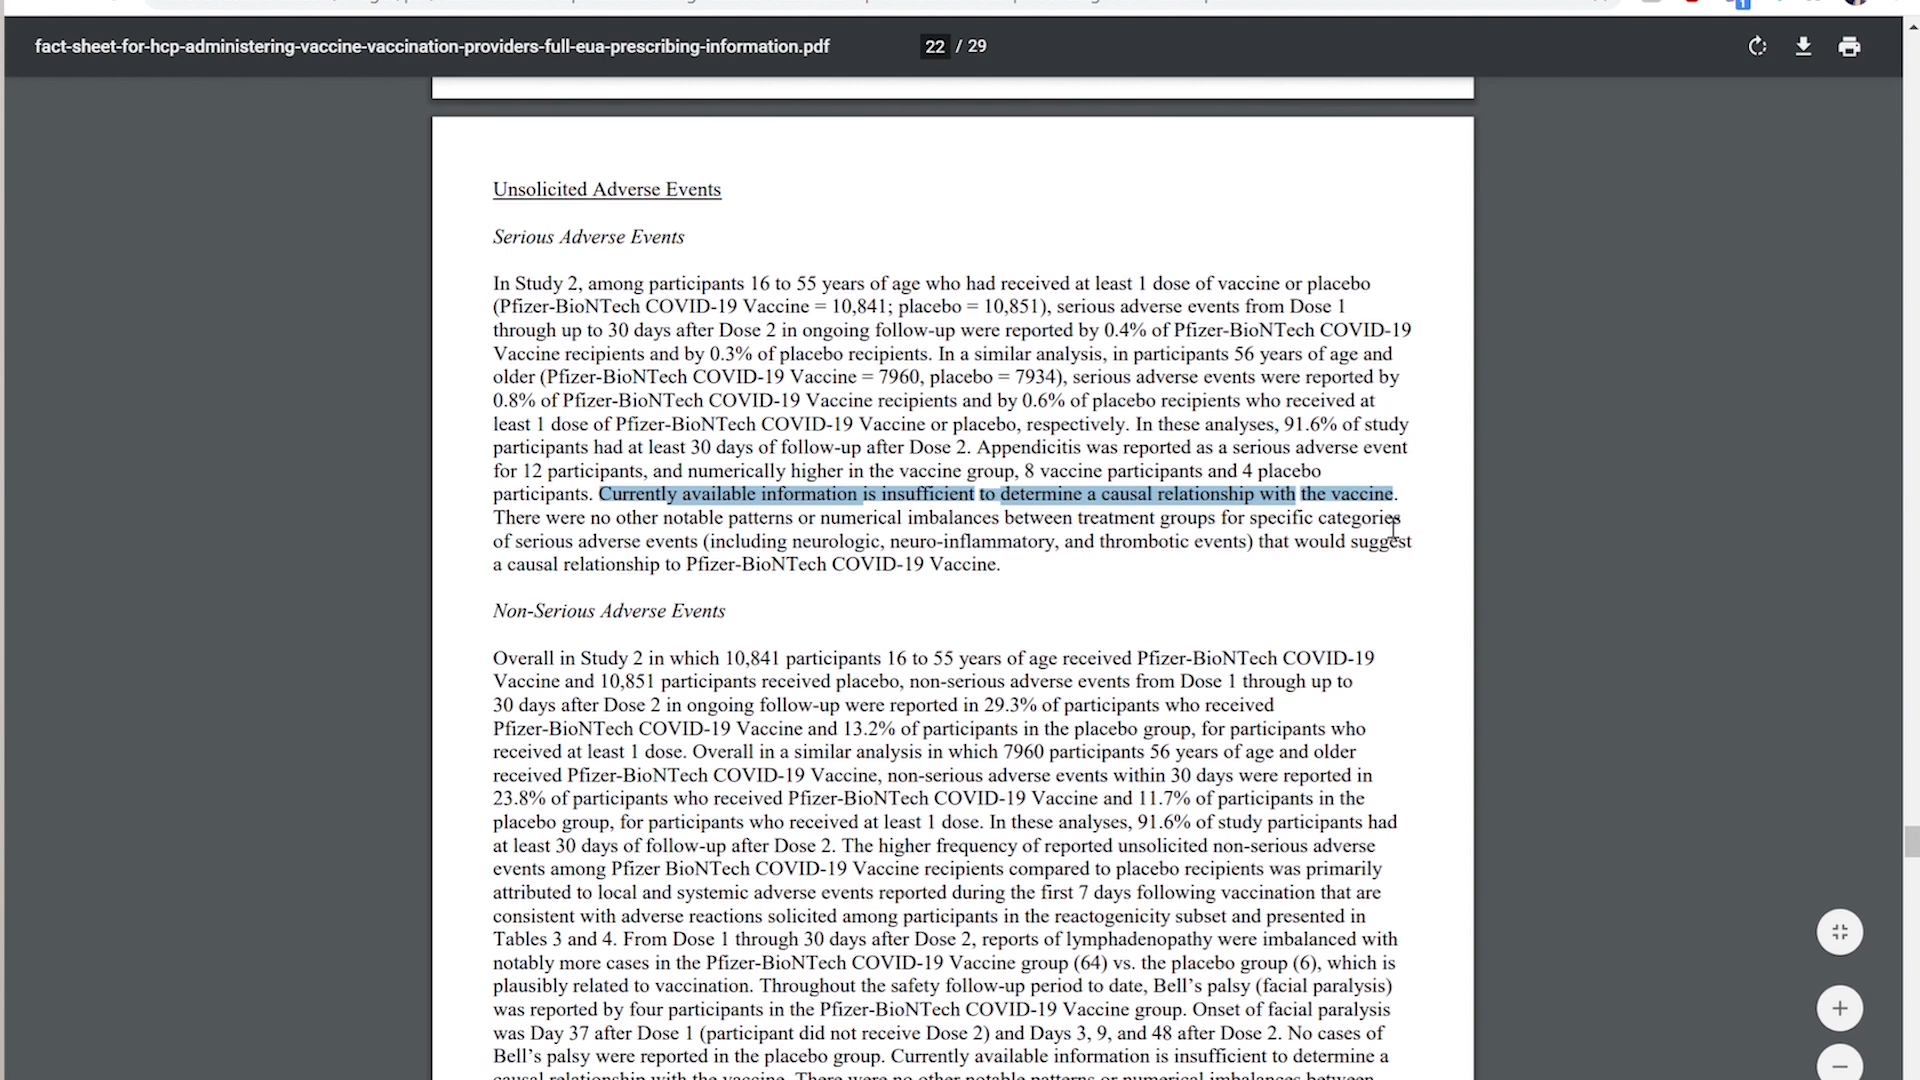 fact-sheet-for-hcp-administering-vaccine-vaccination-providers-full-eua-prescribing-information.pdf
22 / 29
Unsolicited Adverse Events
Serious Adverse Events
In Study 2, among participants 16 to 55 years of age who had received at least 1 dose of vaccine or placebo
(Pfizer-BioNTech COVID-19 Vaccine = 10,841; placebo = 10,851), serious adverse events from Dose 1
through up to 30 days after Dose 2 in ongoing follow-up were reported by 0.4% of Pfizer-BioNTech COVID-19
Vaccine recipients and by 0.3% of placebo recipients. In a similar analysis, in participants 56 years of age and
older (Pfizer-BioNTech COVID-19 Vaccine = 7960, placebo = 7934), serious adverse events were reported by
0.8% of Pfizer-BioNTech COVID-19 Vaccine recipients and by 0.6% of placebo recipients who received at
least 1 dose of Pfizer-BioNTech COVID-19 Vaccine or placebo, respectively. In these analyses, 91.6% of study
participants had at least 30 days of follow-up after Dose 2. Appendicitis was reported as a serious adverse event
for 12 participants, and numerically higher in the vaccine group, 8 vaccine participants and 4 placebo
participants. Currently available information is insufficient to determine a causal relationship with the vaccine.
There were no other notable patterns or numerical imbalances between treatment groups for specific categories
of serious adverse events (including neurologic, neuro-inflammatory, and thrombotic events) that would suggest
a causal relationship to Pfizer-BioNTech COVID-19 Vaccine.
Non-Serious Adverse Events
Overall in Study 2 in which 10,841 participants 16 to 55 years of age received Pfizer-BioNTech COVID-19
Vaccine and 10,851 participants received placebo, non-serious adverse events from Dose 1 through up to
30 days after Dose 2 in ongoing follow-up were reported in 29.3% of participants who received
Pfizer-BioNTech COVID-19 Vaccine and 13.2% of participants in the placebo group, for participants who
received at least 1 dose. Overall in a similar analysis in which 7960 participants 56 years of age and older
received Pfizer-BioNTech COVID-19 Vaccine, non-serious adverse events within 30 days were reported in
23.8% of participants who received Pfizer-BioNTech COVID-19 Vaccine and 11.7% of participants in the
placebo group, for participants who received at least 1 dose. In these analyses, 91.6% of study participants had
at least 30 days of follow-up after Dose 2. The higher frequency of reported unsolicited non-serious adverse
events among Pfizer BioNTech COVID-19 Vaccine recipients compared to placebo recipients was primarily
attributed to local and systemic adverse events reported during the first 7 days following vaccination that are
consistent with adverse reactions solicited among participants in the reactogenicity subset and presented in
Tables 3 and 4. From Dose 1 through 30 days after Dose 2, reports of lymphadenopathy were imbalanced with
notably more cases in the Pfizer-BioNTech COVID-19 Vaccine group (64) vs. the placebo group (6), which is
plausibly related to vaccination. Throughout the safety follow-up period to date, Bell's palsy (facial paralysis)
was reported by four participants in the Pfizer-BioNTech COVID-19 Vaccine group. Onset of facial paralysis
was Day 37 after Dose 1 (participant did not receive Dose 2) and Days 3, 9, and 48 after Dose 2. No cases of
Bell's palsy were reported in the placebo group. Currently available information is insufficient to determine a
causal relationship with the vaccine. There were no other notable patterns or numerical imbalances between